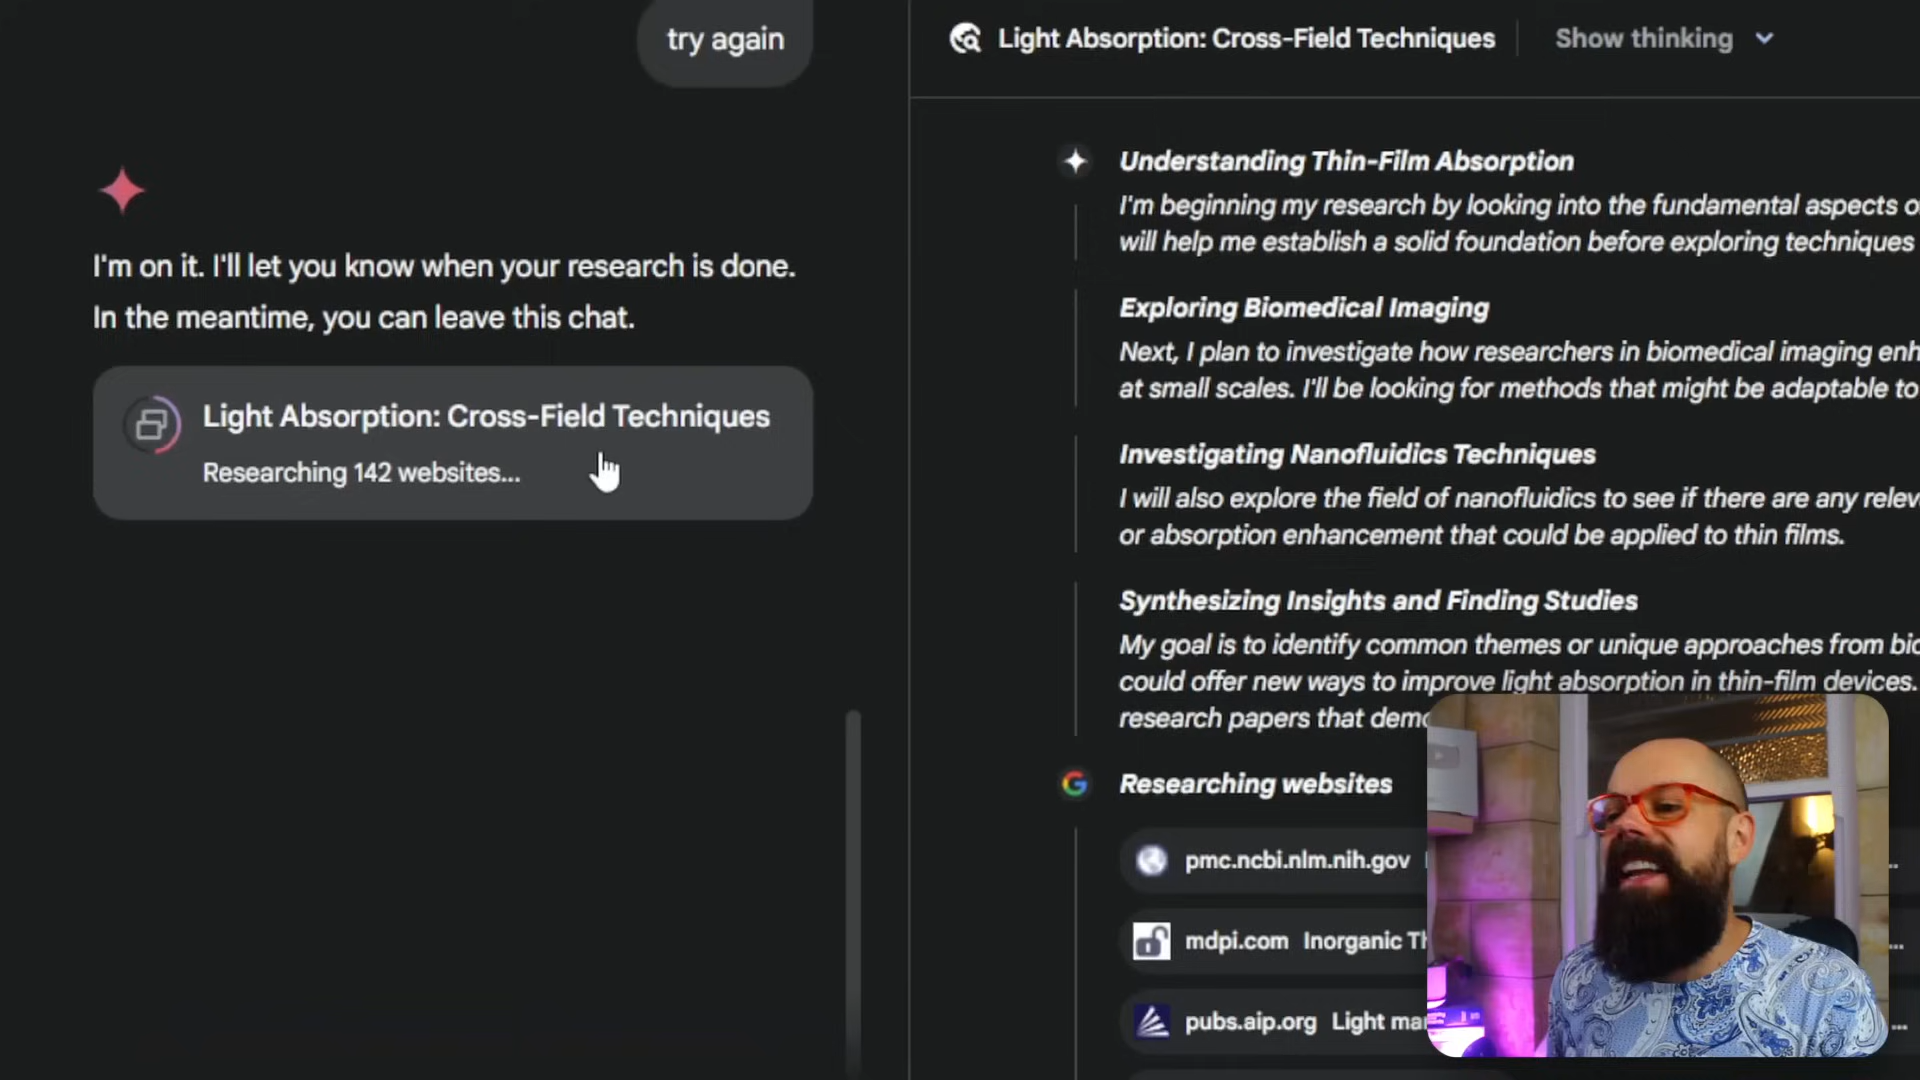 try again
I'm on it. I'll let you know when your research is done.
In the meantime, you can leave this chat.
Light Absorption: Cross-Field Techniques
Researching 142 websites...
Light Absorption: Cross-Field Techniques
Show thinking
Understanding Thin-Film Absorption
I'm beginning my research by looking into the fundamental aspects
will help me establish a solid foundation before exploring techniques
Exploring Biomedical Imaging
Next, I plan to investigate how researchers in biomedical imaging
at small scales. I'll be looking for methods that might be adaptable to
Investigating Nanofluidics Techniques
I will also explore the field of nanofluidics to see if there are any
or absorption enhancement that could be applied to thin films.
Synthesizing Insights and Finding Studies
My goal is to identify common themes or unique approaches from
could offer new ways to improve light absorption in thin-film devices.
research papers that
Researching websites
pmc.ncbi.nlm.nih.gov
mdpi.com Inorganic
pubs.aip.org Light